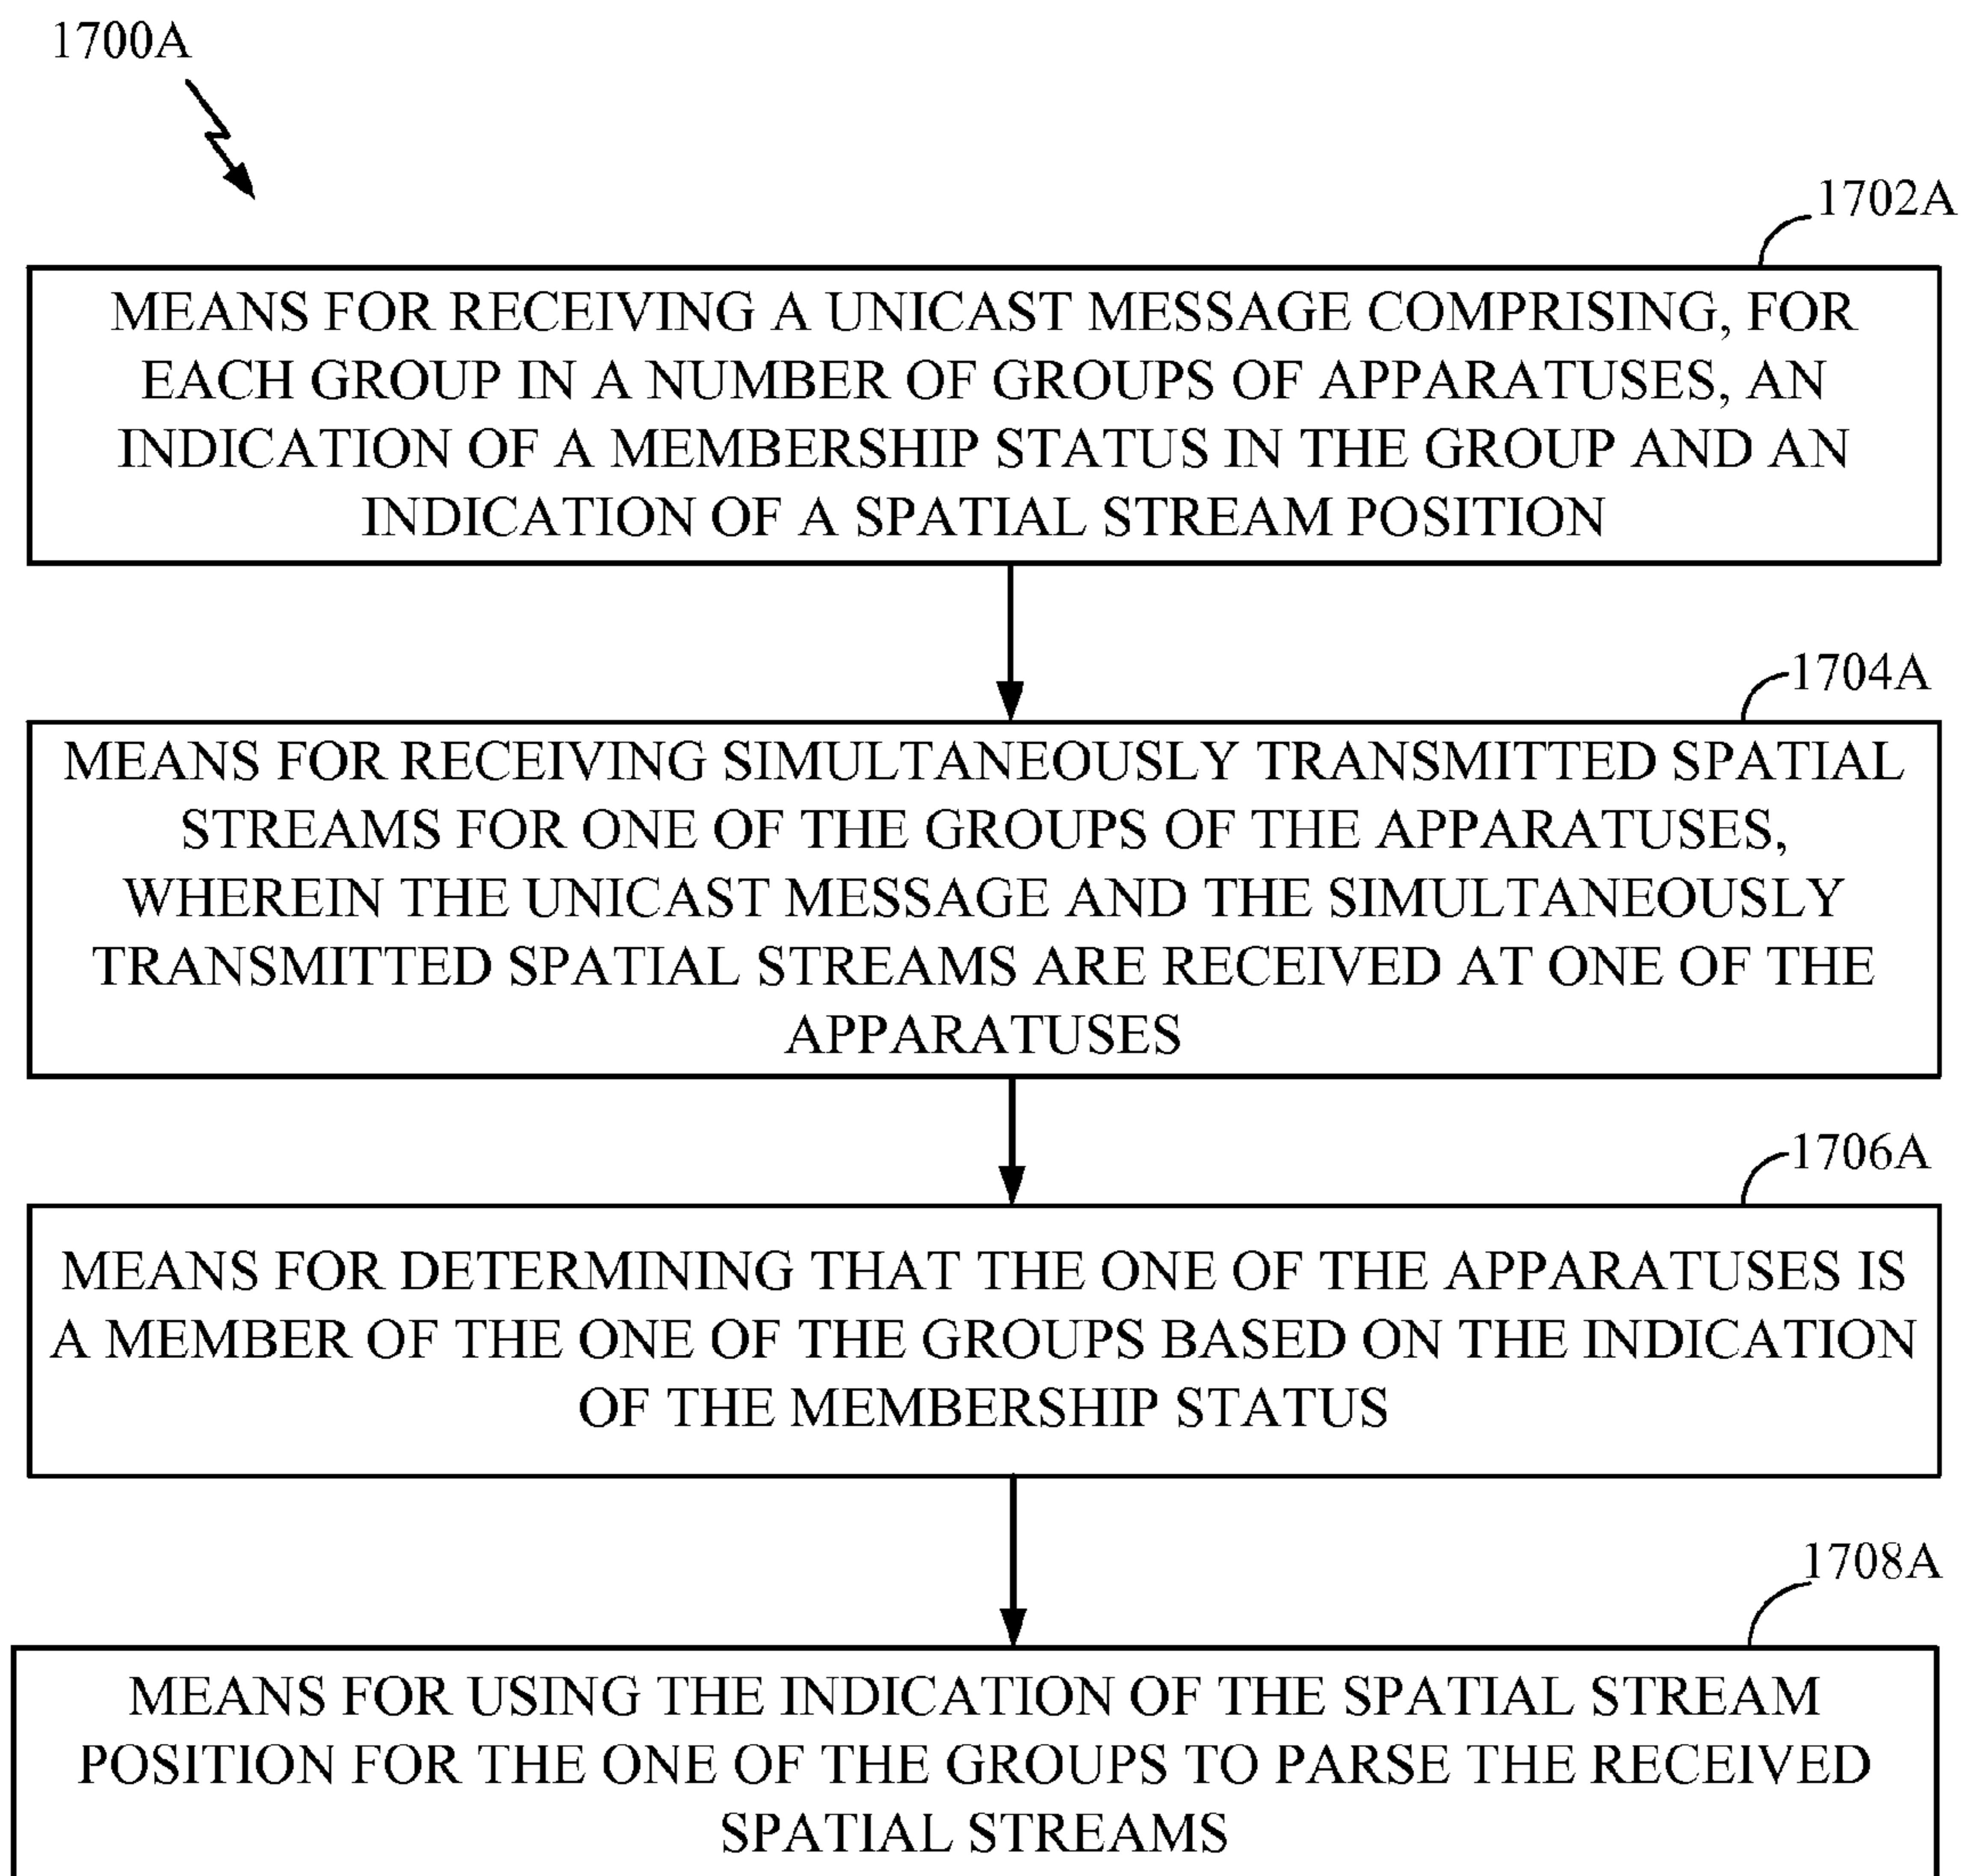 1700A
1702A
MEANS FOR RECEIVING A UNICAST MESSAGE COMPRISING, FOR
EACH GROUP IN A NUMBER OF GROUPS OF APPARATUSES, AN
INDICATION OF A MEMBERSHIP STATUS IN THE GROUP AND AN
INDICATION OF A SPATIAL STREAM POSITION
1704A
MEANS FOR RECEIVING SIMULTANEOUSLY TRANSMITTED SPATIAL
STREAMS FOR ONE OF THE GROUPS OF THE APPARATUSES,
WHEREIN THE UNICAST MESSAGE AND THE SIMULTANEOUSLY
TRANSMITTED SPATIAL STREAMS ARE RECEIVED AT ONE OF THE
APPARATUSES
1706A
MEANS FOR DETERMINING THAT THE ONE OF THE APPARATUSES IS
A MEMBER OF THE ONE OF THE GROUPS BASED ON THE INDICATION
OF THE MEMBERSHIP STATUS
1708A
MEANS FOR USING THE INDICATION OF THE SPATIAL STREAM
POSITION FOR THE ONE OF THE GROUPS TO PARSE THE RECEIVED
SPATIAL STREAMS